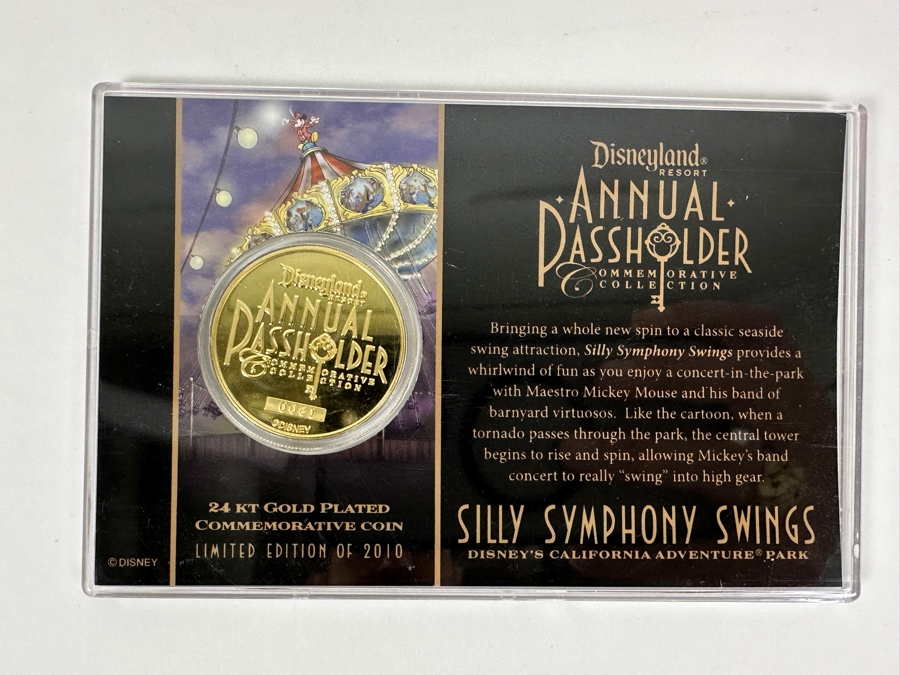 Disneyland®
RESORT
ANNUAL
PASSHOLDER
COMMEMORATIVE
COLLECTION
Bringing a whole new spin to a classic seaside
swing attraction, Silly Symphony Swings provides a
whirlwind of fun as you enjoy a concert-in-the-park
with Maestro Mickey Mouse and his band of
barnyard virtuosos. Like the cartoon, when a
tornado passes through the park, the central tower
begins to rise and spin, allowing Mickey's band
concert to really "swing" into high gear.
SILLY SYMPHONY SWINGS
DISNEY'S CALIFORNIA ADVENTURE® PARK
Disneyland®
RESORT
ANNUAL
PASSHOLDER
COMMEMORATIVE
COLLECTION
©DISNEY
24 KT GOLD PLATED
COMMEMORATIVE COIN
LIMITED EDITION OF 2010
© DISNEY